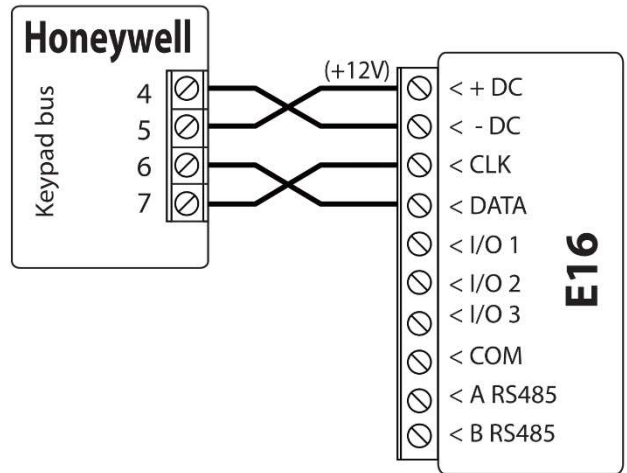 Honeywell
Keypad bus
4
5
6
7
(+12V)
< + DC
< - DC
< CLK
< DATA
< I/O 1
< I/O 2
< I/O 3
< COM
< A RS485
< B RS485
E16